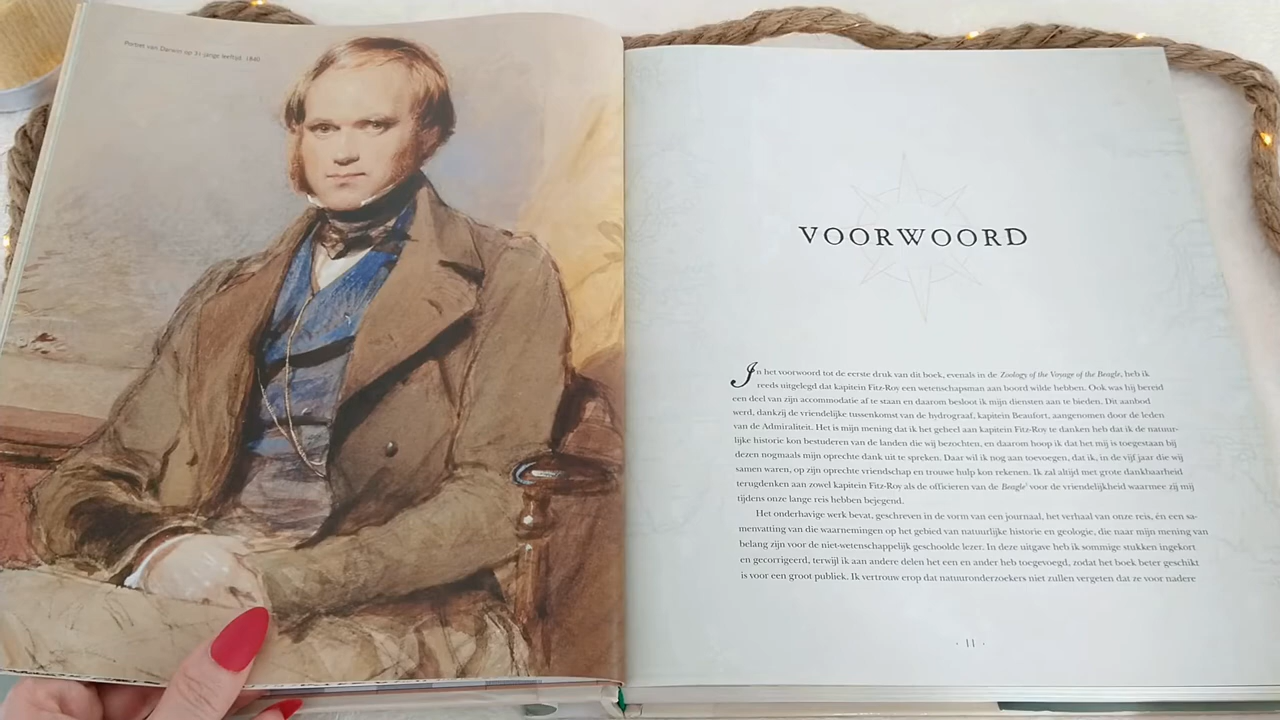 Portret van Darwin op 31-jarige leeftijd, 1840
VOORWOORD
In het voorwoord tot de eerste druk van dit boek, evenals in de Zoology of the Voyage of the Beagle, heb ik
reeds uitgelegd dat kapitein Fitz-Roy een wetenschapsman aan boord wilde hebben. Ook was hij bereid
een deel van zijn accommodatie af te staan en daarom besloot ik mijn diensten aan te bieden. Dit aanbod
werd, dankzij de vriendelijke tussenkomst van de hydrograaf, kapitein Beaufort, aangenomen door de leden
van de Admiraliteit. Het is mijn mening dat ik het geheel aan kapitein Fitz-Roy te danken heb dat ik de natuur-
lijke historie kon bestuderen van de landen die wij bezochten, en daarom hoop ik dat het mij is toegestaan bij
dezen nogmaals mijn oprechte dank uit te spreken. Daar wil ik nog aan toevoegen, dat ik, in de vijf jaar die wij
samen waren, op zijn oprechte vriendschap en trouwe hulp kon rekenen. Ik zal altijd met grote dankbaarheid
terugdenken aan zowel kapitein Fitz-Roy als de officieren van de Beagle¹ voor de vriendelijkheid waarmee zij mij
tijdens onze lange reis hebben bejegend.
Het onderhavige werk bevat, geschreven in de vorm van een journaal, het verhaal van onze reis, én een sa-
menvatting van die waarnemingen op het gebied van natuurlijke historie en geologie, die naar mijn mening van
belang zijn voor de niet-wetenschappelijk geschoolde lezer. In deze uitgave heb ik sommige stukken ingekort
en gecorrigeerd, terwijl ik aan andere delen het een en ander heb toegevoegd, zodat het boek beter geschikt
is voor een groot publiek. Ik vertrouw erop dat natuuronderzoekers niet zullen vergeten dat ze voor nadere
· 11 ·